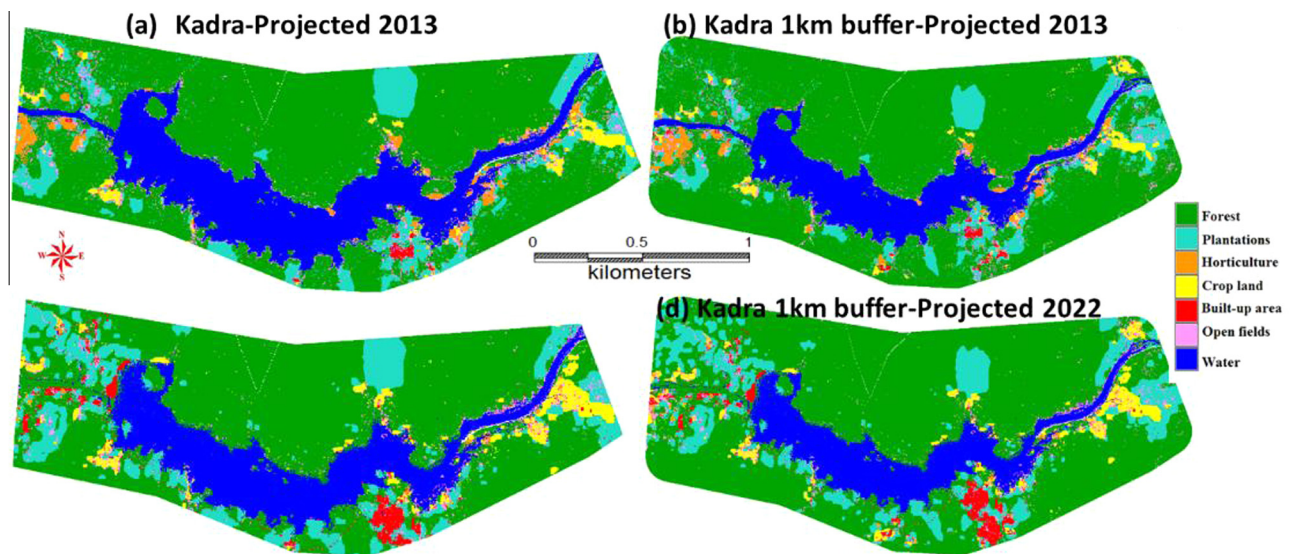 (a) Kadra-Projected 2013
(b) Kadra 1km buffer-Projected 2013
N
W E
S
0 0.5 1
kilometers
Forest
Plantations
Horticulture
Crop land
Built-up area
Open fields
Water
(d) Kadra 1km buffer-Projected 2022